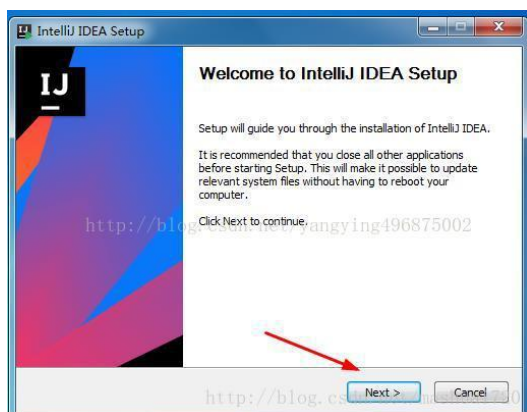 IntelliJ IDEA Setup
IJ
Welcome to IntelliJ IDEA Setup
Setup will guide you through the installation of IntelliJ IDEA.
It is recommended that you close all other applications
before starting Setup. This will make it possible to update
relevant system files without having to reboot your
computer.
Click Next to continue.
http://blog.csdn.net/yangying496875002
Next >
Cancel